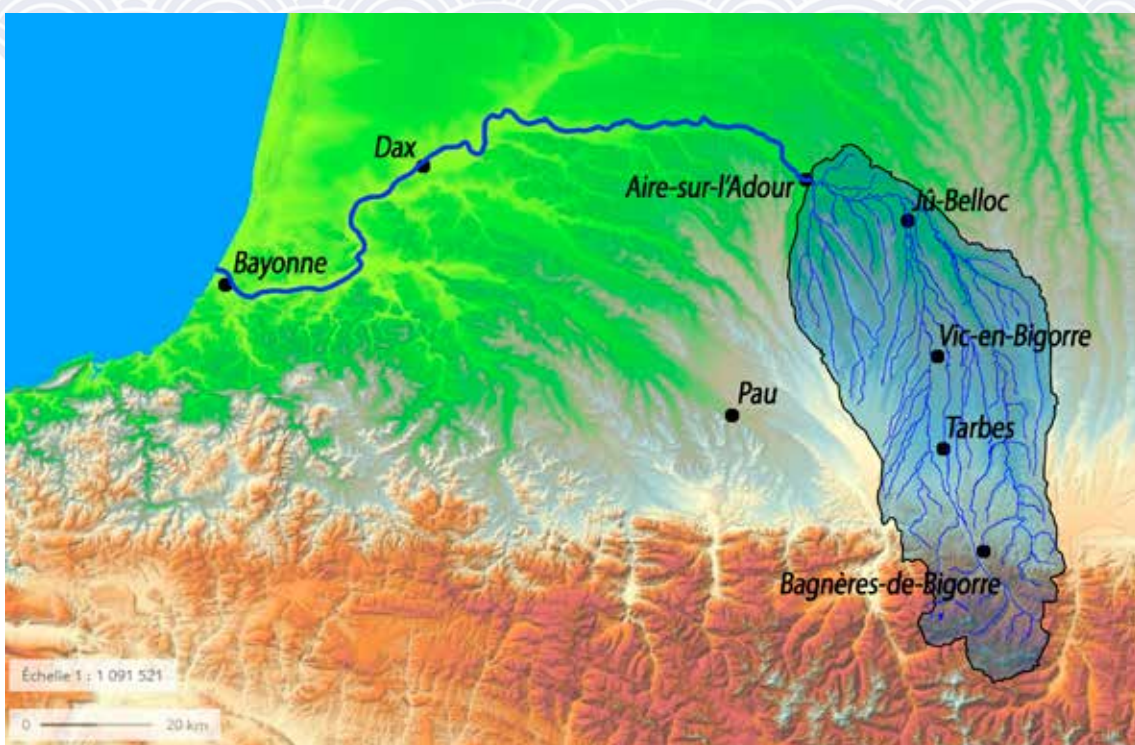 Dax
Aire-sur-l'Adour
Jû-Belloc
Bayonne
Vic-en-Bigorre
Pau
Tarbes
Bagnères-de-Bigorre
Échelle 1 : 1 091 521
0 20 km